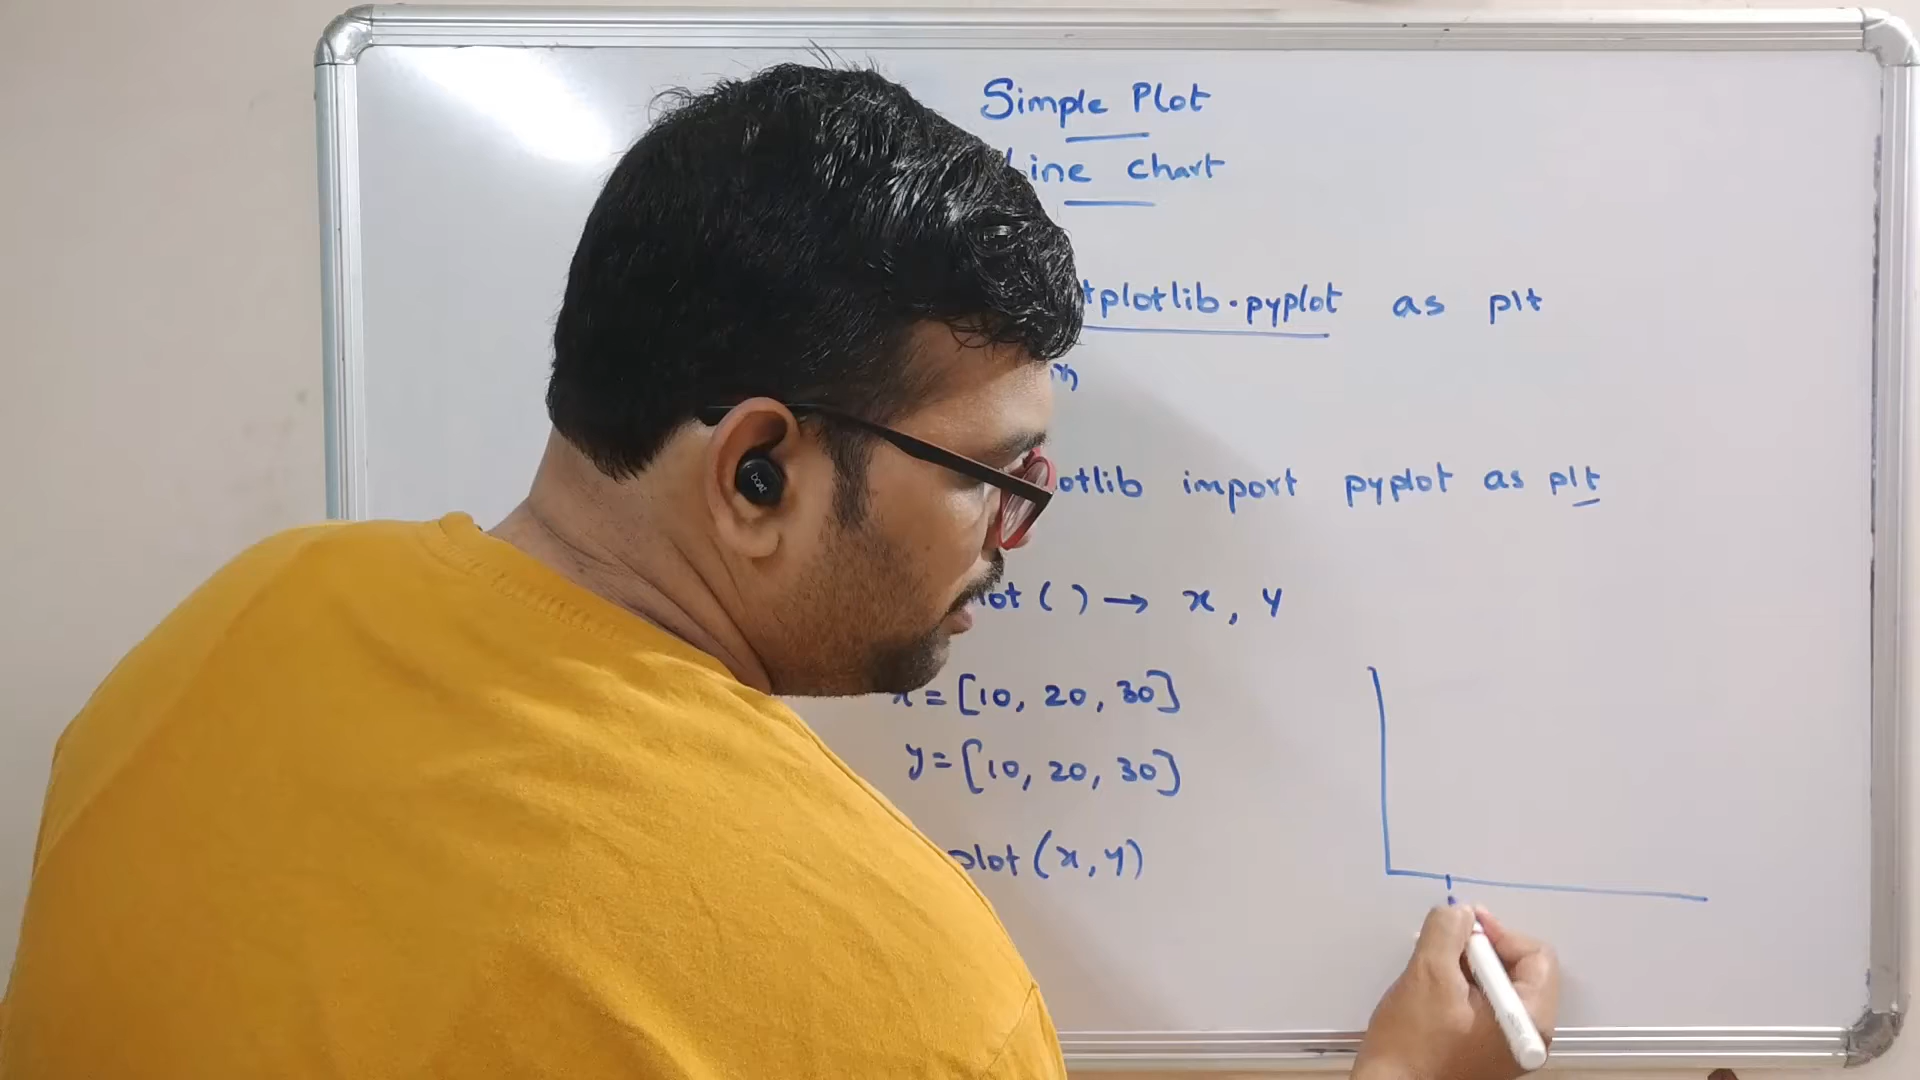 Simple Plot
Line chart
tplotlib.pyplot as plt
otlib import pyplot as plt
lot ( ) → x, y
x = [10, 20, 30]
y = [10, 20, 30]
plot (x, y)
boat